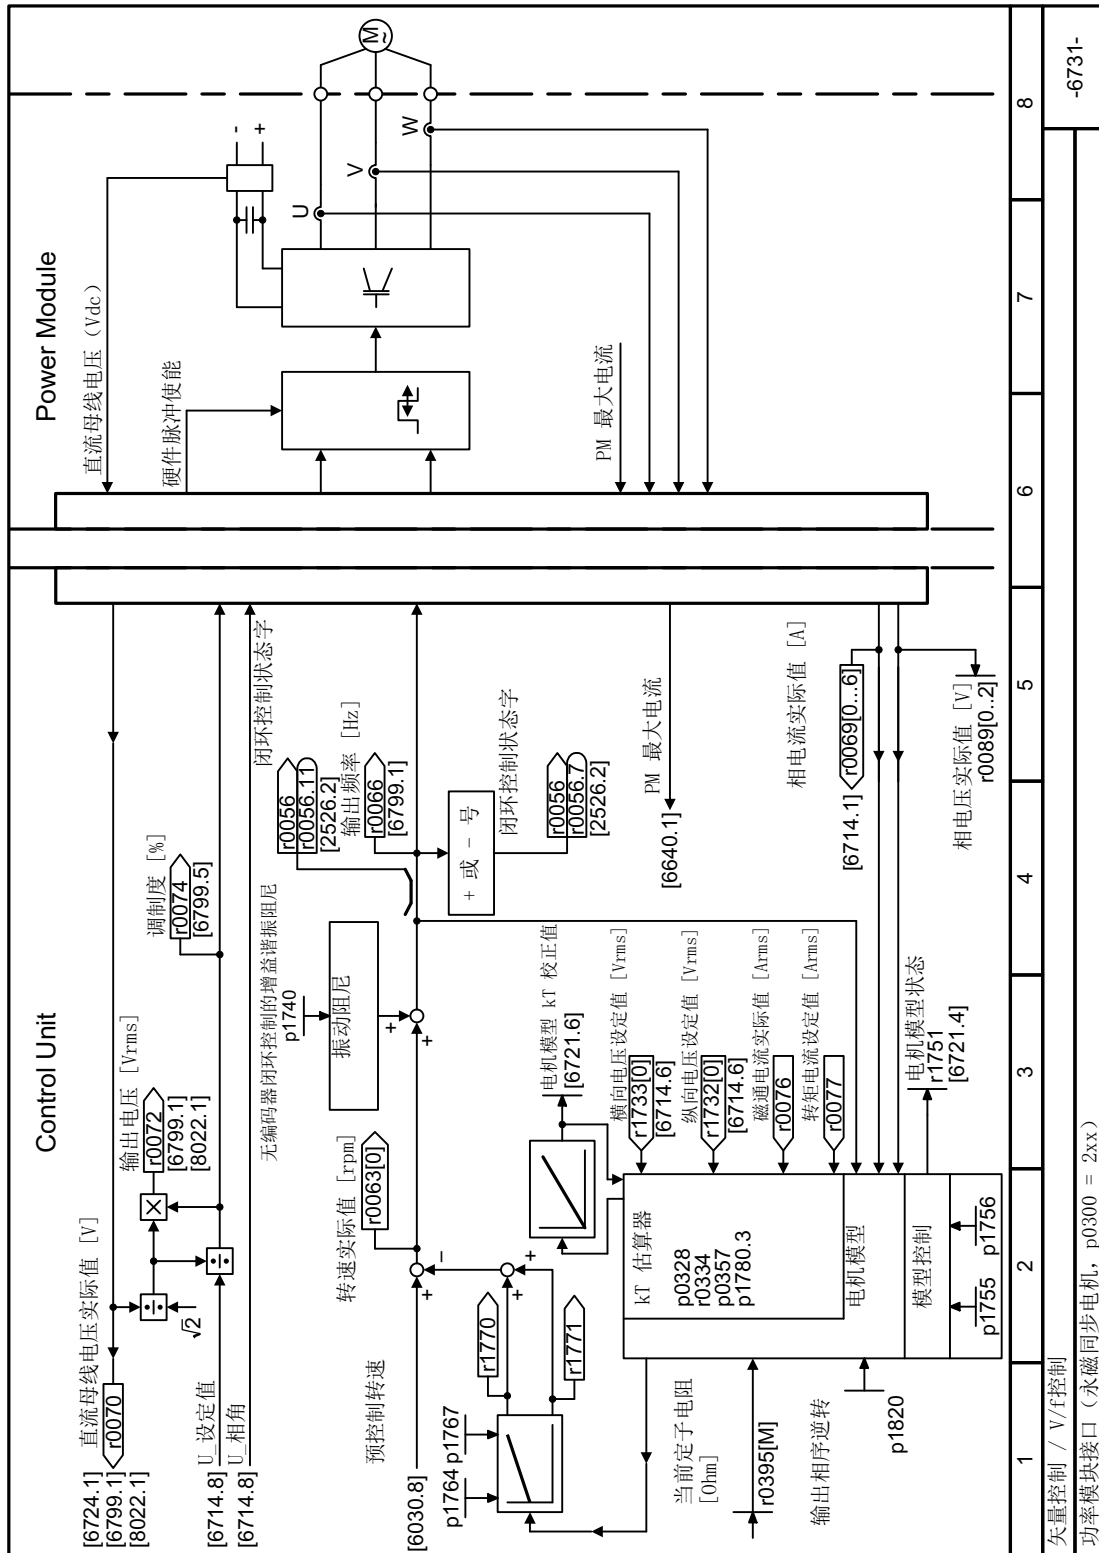 Control Unit
Power Module
直流母线电压实际值 [V]
r0070
[6724.1]
[6799.1]
[8022.1]
√2
输出电压 [Vrms]
r0072
[6799.1]
[8022.1]
调制度 [%]
r0074
[6799.5]
U_设定值
[6714.8]
U_相角
[6714.8]
闭环控制状态字
r0056
r0056.11
[2526.2]
无编码器闭环控制的增益谐振阻尼
p1740
振动阻尼
+
+
输出频率 [Hz]
r0066
[6799.1]
+ 或 - 号
闭环控制状态字
r0056
r0056.7
[2526.2]
转速实际值 [rpm]
r0063[0]
预控制转速
[6030.8]
+
-
+
+
p1764
p1767
r1770
r1771
PM 最大电流
[6640.1]
电机模型 kT 校正值
[6721.6]
横向电压设定值 [Vrms]
r1733[0]
[6714.6]
纵向电压设定值 [Vrms]
r1732[0]
[6714.6]
磁通电流实际值 [Arms]
r0076
转矩电流设定值 [Arms]
r0077
相电流实际值 [A]
r0069[0...6]
[6714.1]
相电压实际值 [V]
r0089[0..2]
kT 估算器
p0328
r0334
p0357
p1780.3
电机模型
模型控制
p1755
p1756
电机模型状态
r1751
[6721.4]
当前定子电阻
[Ohm]
r0395[M]
输出相序逆转
p1820
直流母线电压 (Vdc)
硬件脉冲使能
PM 最大电流
-
+
U
V
W
M
~
1
2
3
4
5
6
7
8
矢量控制 / V/f控制
功率模块接口 (永磁同步电机, p0300 = 2xx)
-6731-